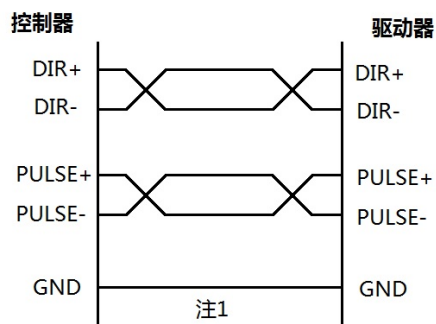 控制器
驱动器
DIR+
DIR+
DIR-
DIR-
PULSE+
PULSE+
PULSE-
PULSE-
GND
GND
注1